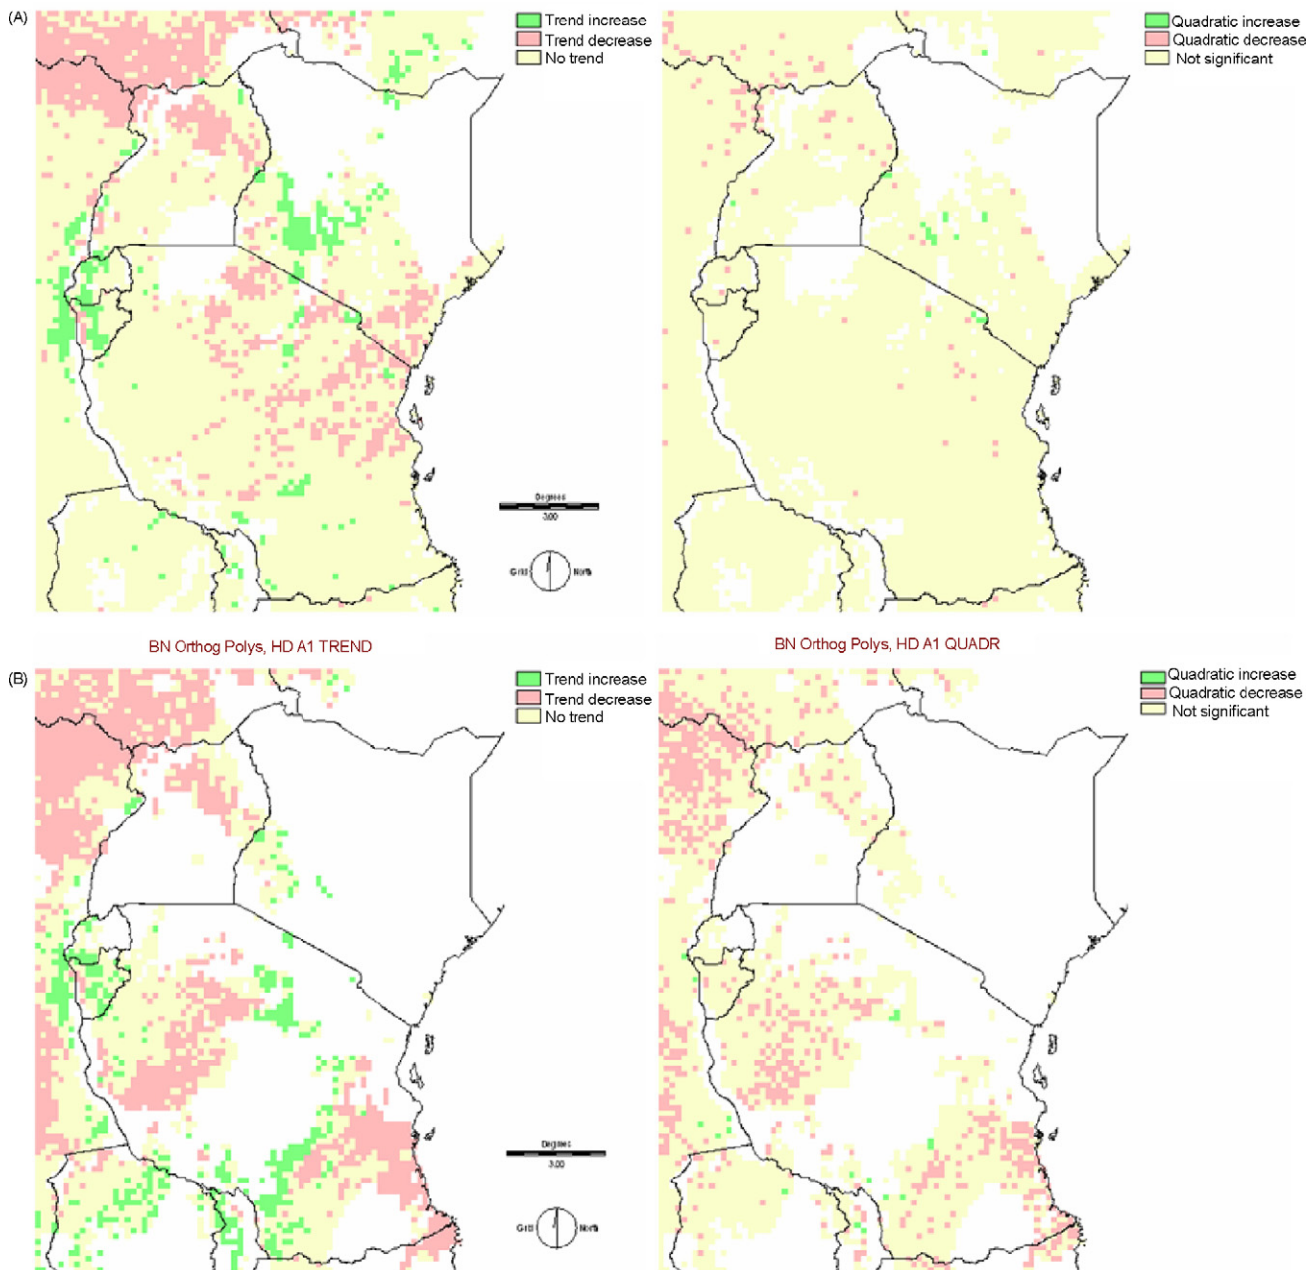 (A)
Trend increase
Trend decrease
No trend
Quadratic increase
Quadratic decrease
Not significant
Degrees
3.00
Grid North
BN Orthog Polys, HD A1 TREND
BN Orthog Polys, HD A1 QUADR
(B)
Trend increase
Trend decrease
No trend
Quadratic increase
Quadratic decrease
Not significant
Degrees
3.00
Grid North